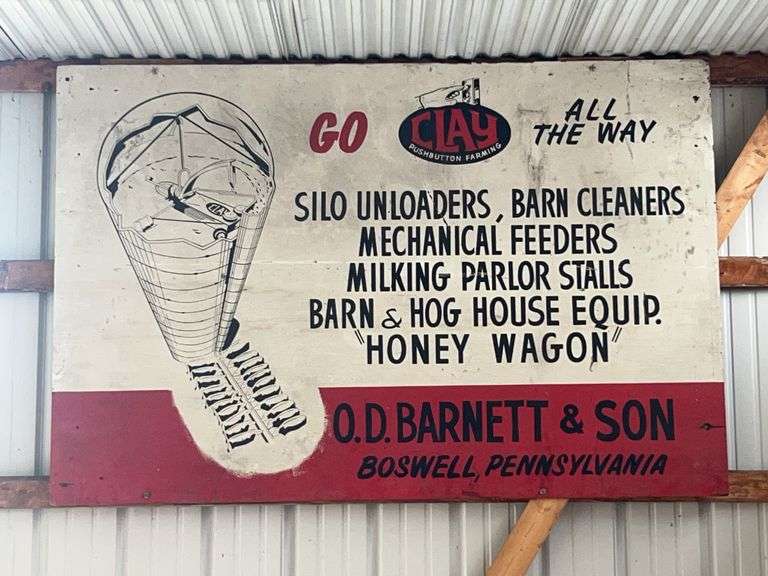 GO CLAY ALL THE WAY
PUSHBUTTON FARMING
SILO UNLOADERS, BARN CLEANERS
MECHANICAL FEEDERS
MILKING PARLOR STALLS
BARN & HOG HOUSE EQUIP.
"HONEY WAGON"
CLAY
O.D. BARNETT & SON
BOSWELL, PENNSYLVANIA